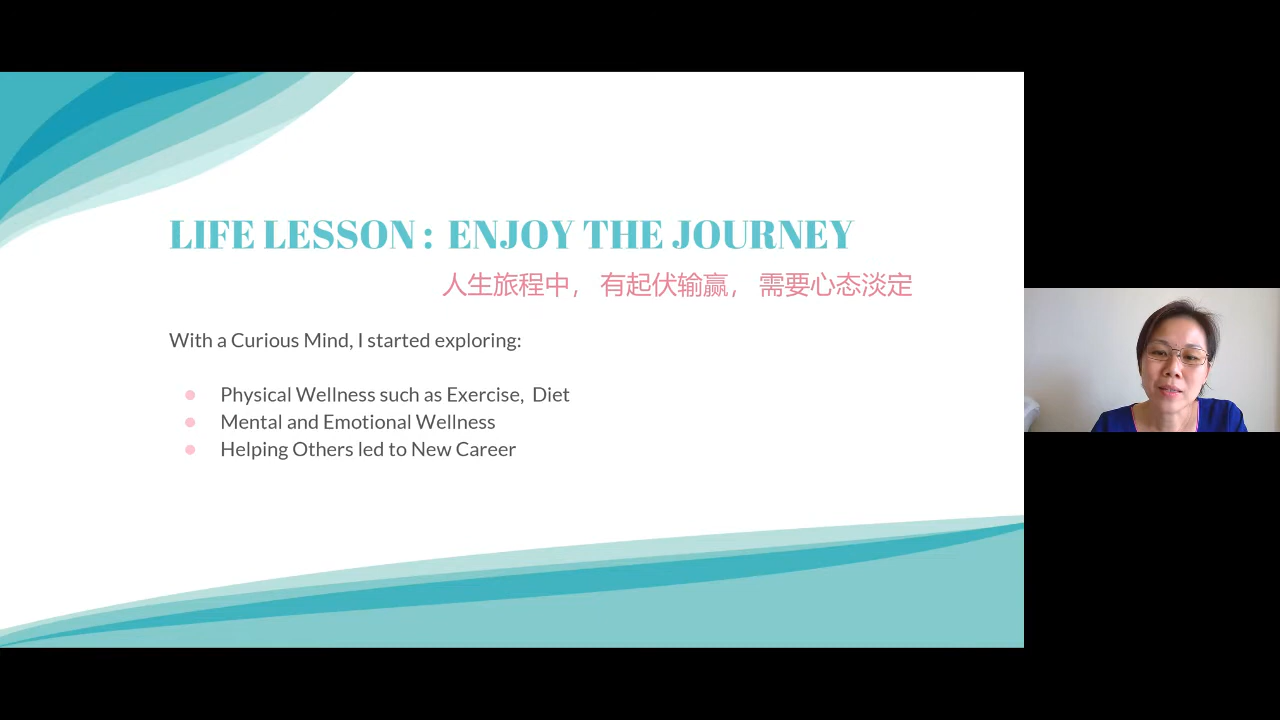 LIFE LESSON : ENJOY THE JOURNEY
人生旅程中， 有起伏输赢， 需要心态淡定
With a Curious Mind, I started exploring:
● Physical Wellness such as Exercise, Diet
● Mental and Emotional Wellness
● Helping Others led to New Career